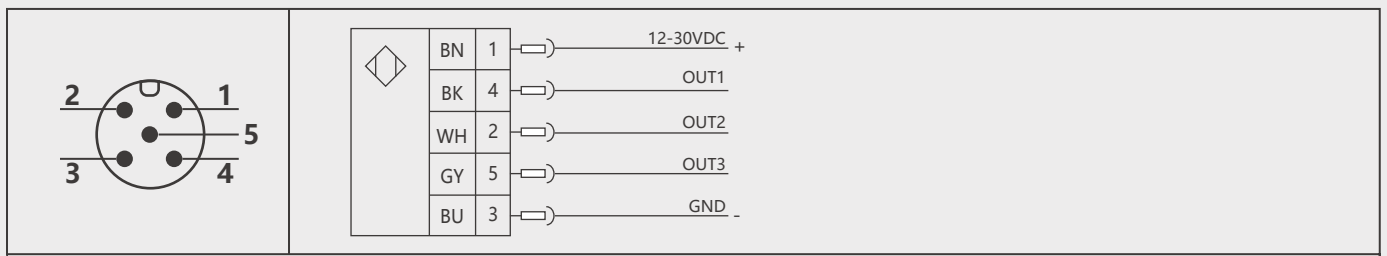 2 1
5
3 4
BN 1 12-30VDC +
BK 4 OUT1
WH 2 OUT2
GY 5 OUT3
BU 3 GND -